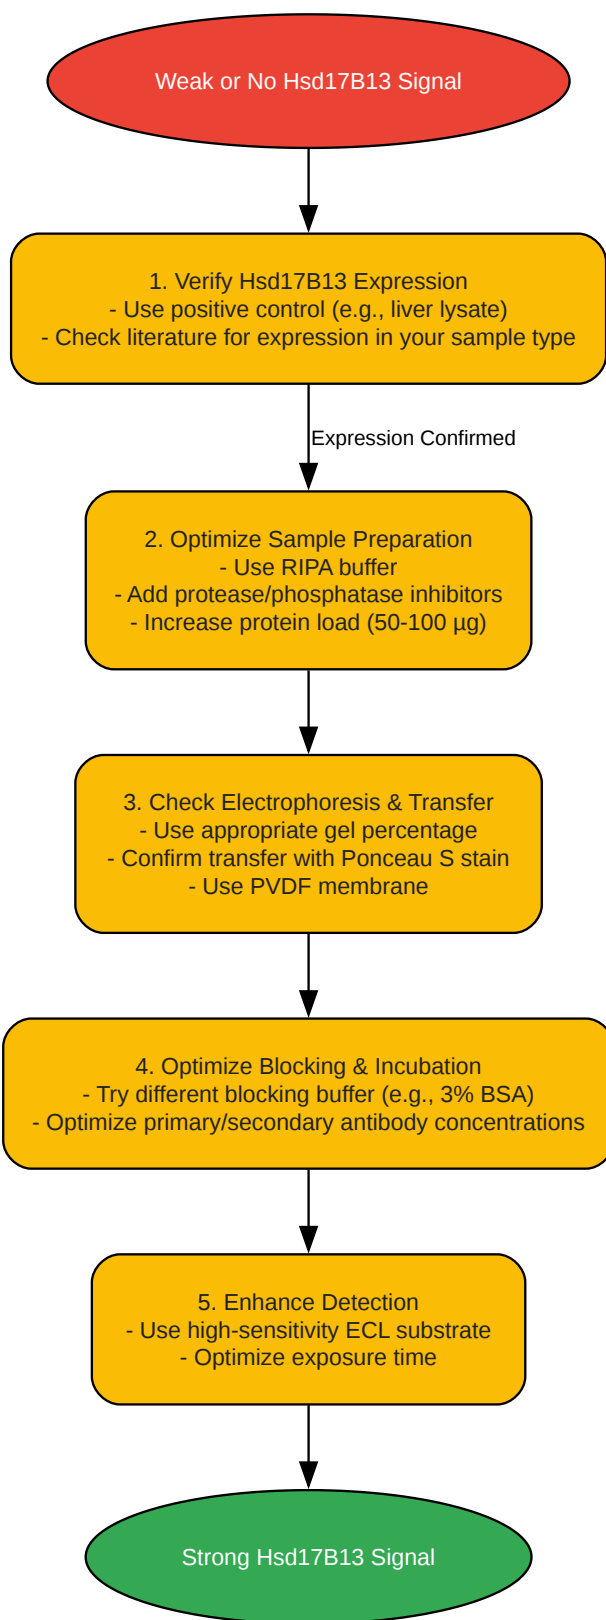 Weak or No Hsd17B13 Signal
1. Verify Hsd17B13 Expression
- Use positive control (e.g., liver lysate)
- Check literature for expression in your sample type
Expression Confirmed
2. Optimize Sample Preparation
- Use RIPA buffer
- Add protease/phosphatase inhibitors
- Increase protein load (50-100 µg)
3. Check Electrophoresis & Transfer
- Use appropriate gel percentage
- Confirm transfer with Ponceau S stain
- Use PVDF membrane
4. Optimize Blocking & Incubation
- Try different blocking buffer (e.g., 3% BSA)
- Optimize primary/secondary antibody concentrations
5. Enhance Detection
- Use high-sensitivity ECL substrate
- Optimize exposure time
Strong Hsd17B13 Signal